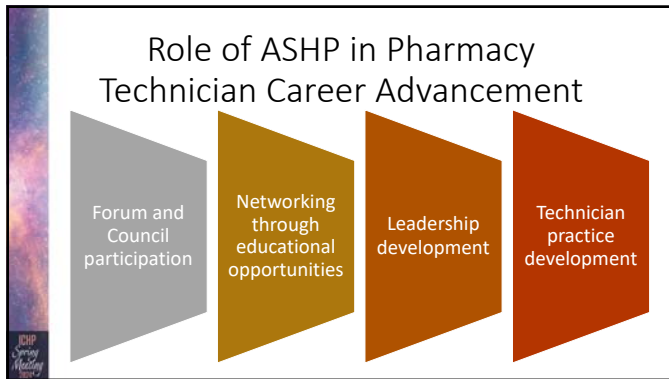 Role of ASHP in Pharmacy
Technician Career Advancement
Forum and
Council
participation
Networking
through
educational
opportunities
Leadership
development
Technician
practice
development
ICHP
Spring
Meeting